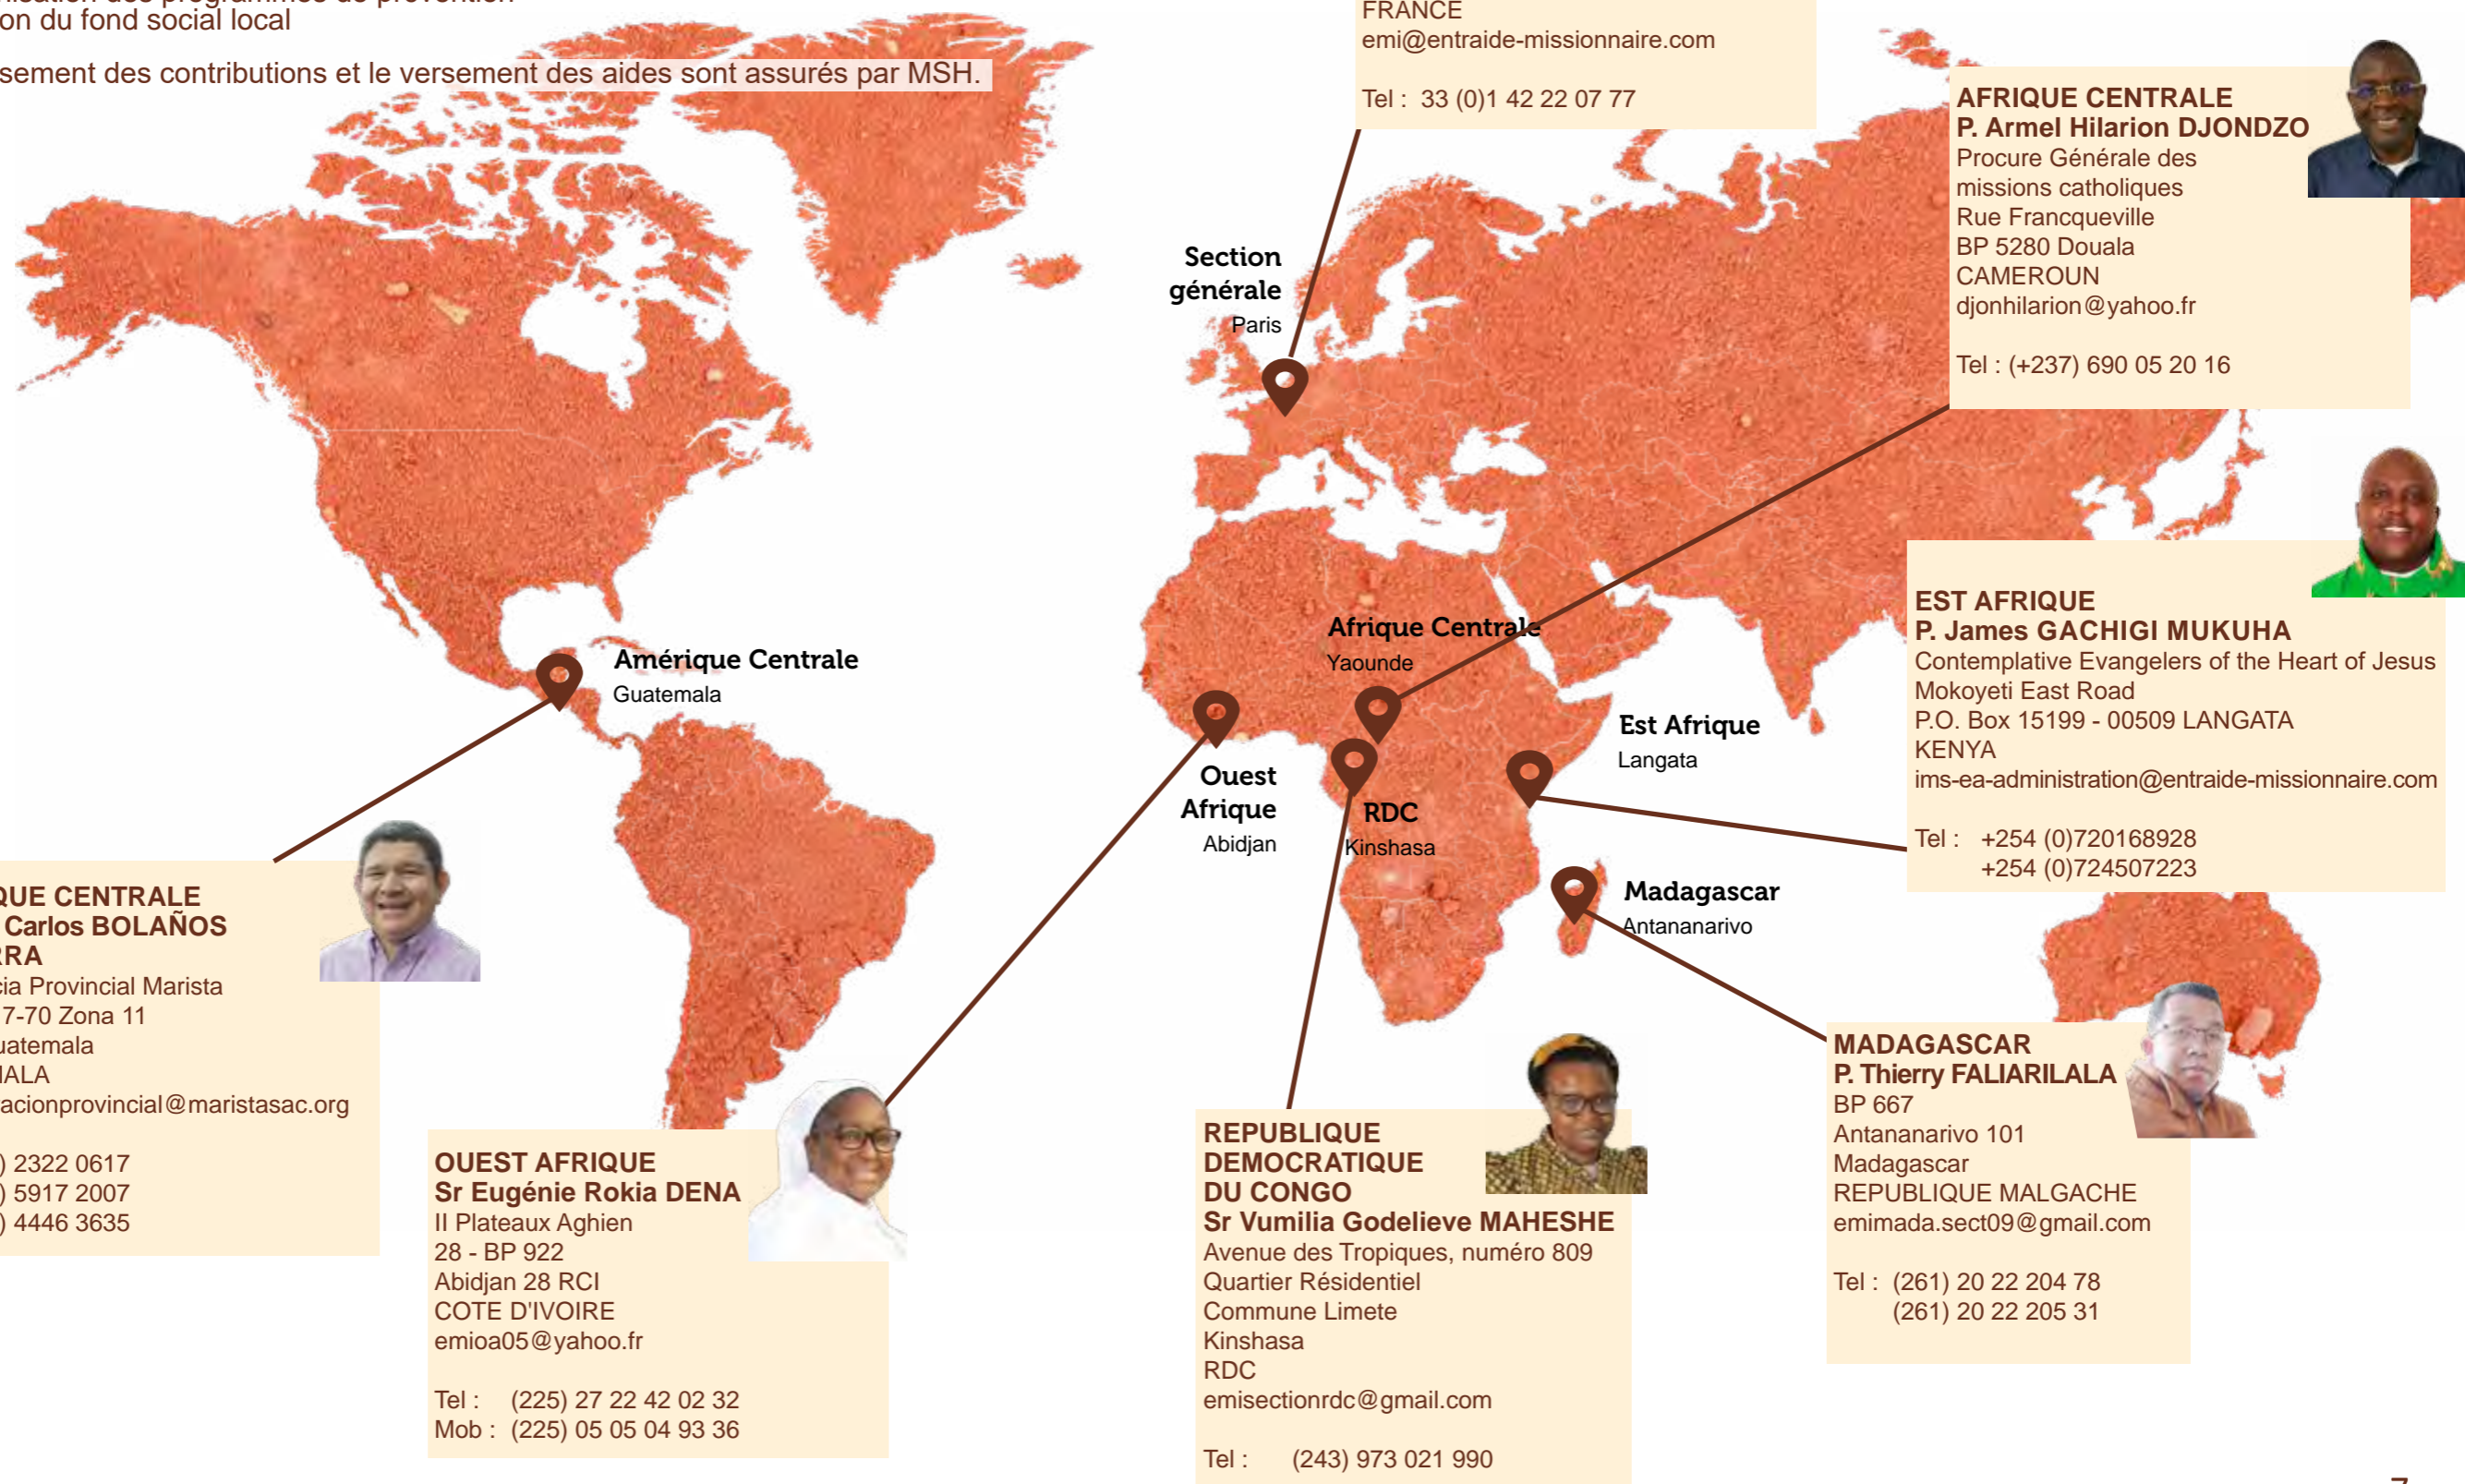 on du fond social local
sement des contributions et le versement des aides sont assurés par MSH.
FRANCE
emi@entraide-missionnaire.com
Tel : 33 (0)1 42 22 07 77
AFRIQUE CENTRALE
P. Armel Hilarion DJONDZO
Procure Générale des
missions catholiques
Rue Francqueville
BP 5280 Douala
CAMEROUN
djonhilarion@yahoo.fr
Tel : (+237) 690 05 20 16
Section
générale
Paris
EST AFRIQUE
P. James GACHIGI MUKUHA
Contemplative Evangelers of the Heart of Jesus
Mokoyeti East Road
P.O. Box 15199 - 00509 LANGATA
KENYA
ims-ea-administration@entraide-missionnaire.com
Tel : +254 (0)720168928
+254 (0)724507223
Amérique Centrale
Guatemala
Afrique Centrale
Yaounde
Est Afrique
Langata
Ouest
Afrique
Abidjan
RDC
Kinshasa
Madagascar
Antananarivo
QUE CENTRALE
Carlos BOLAÑOS
RRA
cia Provincial Marista
7-70 Zona 11
uatemala
MALA
acionprovincial@maristasac.org
) 2322 0617
) 5917 2007
) 4446 3635
OUEST AFRIQUE
Sr Eugénie Rokia DENA
II Plateaux Aghien
28 - BP 922
Abidjan 28 RCI
COTE D'IVOIRE
emioa05@yahoo.fr
Tel : (225) 27 22 42 02 32
Mob : (225) 05 05 04 93 36
REPUBLIQUE
DEMOCRATIQUE
DU CONGO
Sr Vumilia Godelieve MAHESHE
Avenue des Tropiques, numéro 809
Quartier Résidentiel
Commune Limete
Kinshasa
RDC
emisectionrdc@gmail.com
Tel : (243) 973 021 990
MADAGASCAR
P. Thierry FALIARILALA
BP 667
Antananarivo 101
Madagascar
REPUBLIQUE MALGACHE
emimada.sect09@gmail.com
Tel : (261) 20 22 204 78
(261) 20 22 205 31